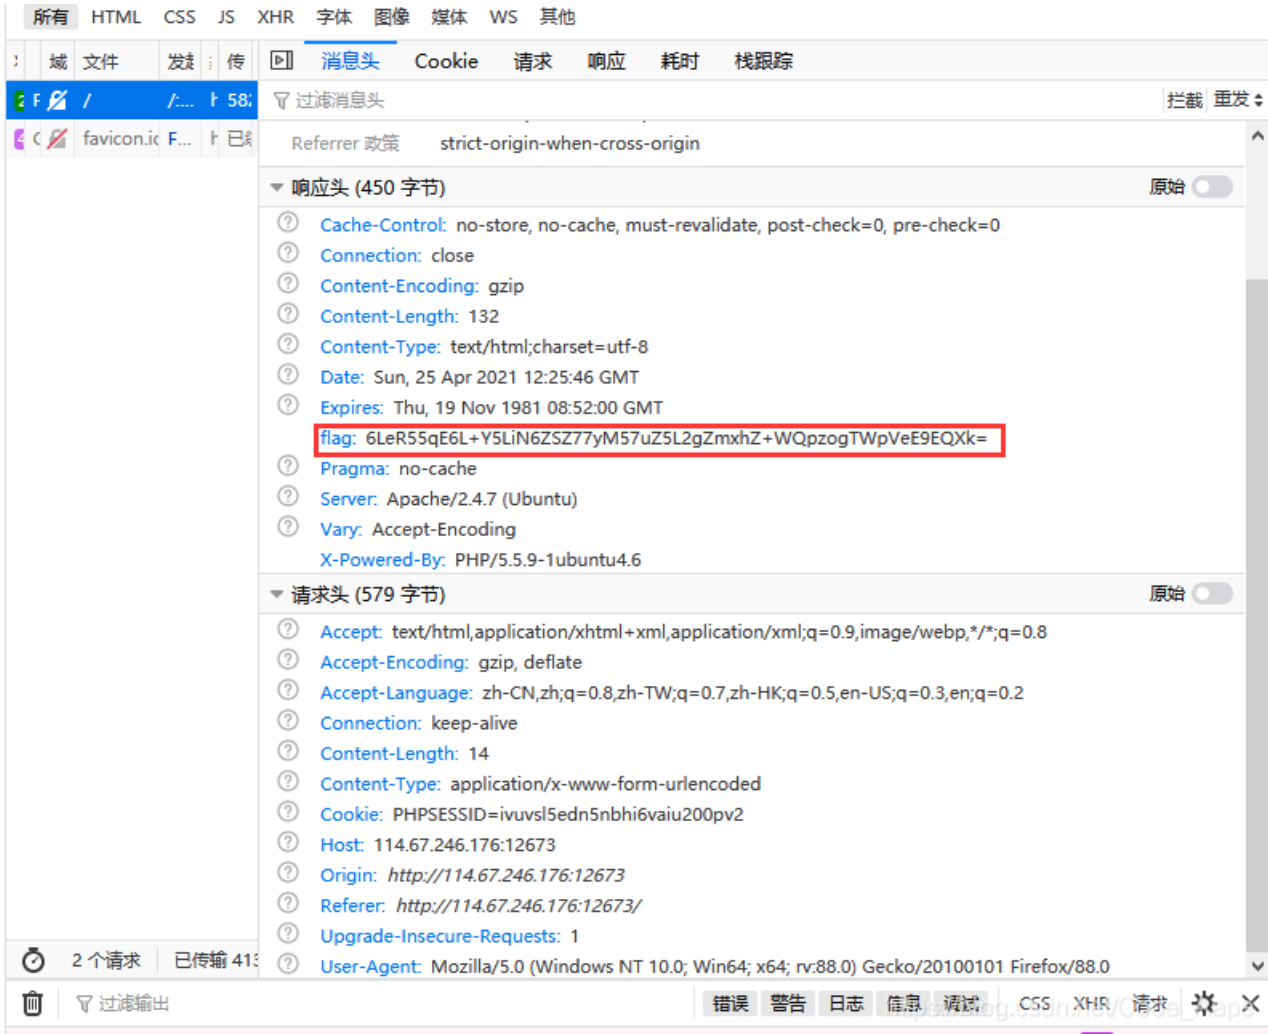 所有 HTML CSS JS XHR 字体 图像 媒体 WS 其他
域 文件 发起 传 消息头 Cookie 请求 响应 耗时 栈跟踪
/ /:... h 58 过滤消息头 拦截 重发
favicon.ic F... h Referrer 政策 strict-origin-when-cross-origin
响应头 (450 字节) 原始
Cache-Control: no-store, no-cache, must-revalidate, post-check=0, pre-check=0
Connection: close
Content-Encoding: gzip
Content-Length: 132
Content-Type: text/html;charset=utf-8
Date: Sun, 25 Apr 2021 12:25:46 GMT
Expires: Thu, 19 Nov 1981 08:52:00 GMT
flag: 6LeR55qE6L+Y5LiN6ZSZ77yM57uZ5L2gZmxhZ+WQpzogTWpVeE9EQXk=
Pragma: no-cache
Server: Apache/2.4.7 (Ubuntu)
Vary: Accept-Encoding
X-Powered-By: PHP/5.5.9-1ubuntu4.6
请求头 (579 字节) 原始
Accept: text/html,application/xhtml+xml,application/xml;q=0.9,image/webp,*/*;q=0.8
Accept-Encoding: gzip, deflate
Accept-Language: zh-CN,zh;q=0.8,zh-TW;q=0.7,zh-HK;q=0.5,en-US;q=0.3,en;q=0.2
Connection: keep-alive
Content-Length: 14
Content-Type: application/x-www-form-urlencoded
Cookie: PHPSESSID=ivuvsl5edn5nbhi6vaiu200pv2
Host: 114.67.246.176:12673
Origin: http://114.67.246.176:12673
Referer: http://114.67.246.176:12673/
Upgrade-Insecure-Requests: 1
2 个请求 已传输 413 User-Agent: Mozilla/5.0 (Windows NT 10.0; Win64; x64; rv:88.0) Gecko/20100101 Firefox/88.0
过滤输出 错误 警告 日志 信息 调试 CSS XHR 请求